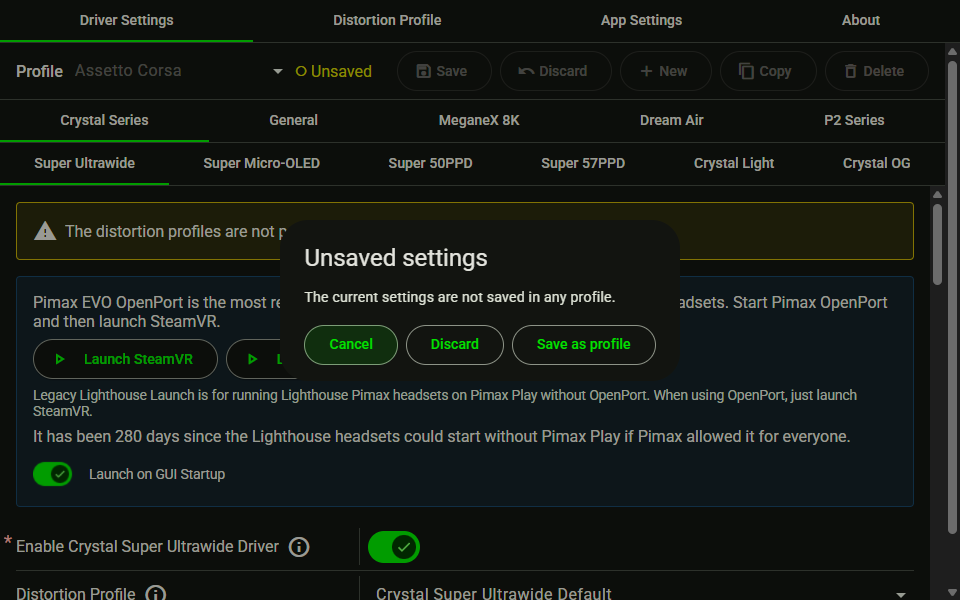 Driver Settings Distortion Profile App Settings About
Profile Assetto Corsa Unsaved Save Discard New Copy Delete
Crystal Series General MeganeX 8K Dream Air P2 Series
Super Ultrawide Super Micro-OLED Super 50PPD Super 57PPD Crystal Light Crystal OG
The distortion profiles are not
Unsaved settings
The current settings are not saved in any profile.
Cancel Discard Save as profile
Pimax EVO OpenPort is the most
Start Pimax OpenPort
and then launch SteamVR.
Launch SteamVR
Legacy Lighthouse Launch is for running Lighthouse Pimax headsets on Pimax Play without OpenPort. When using OpenPort, just launch
SteamVR.
It has been 280 days since the Lighthouse headsets could start without Pimax Play if Pimax allowed it for everyone.
Launch on GUI Startup
* Enable Crystal Super Ultrawide Driver
Distortion Profile Crystal Super Ultrawide Default